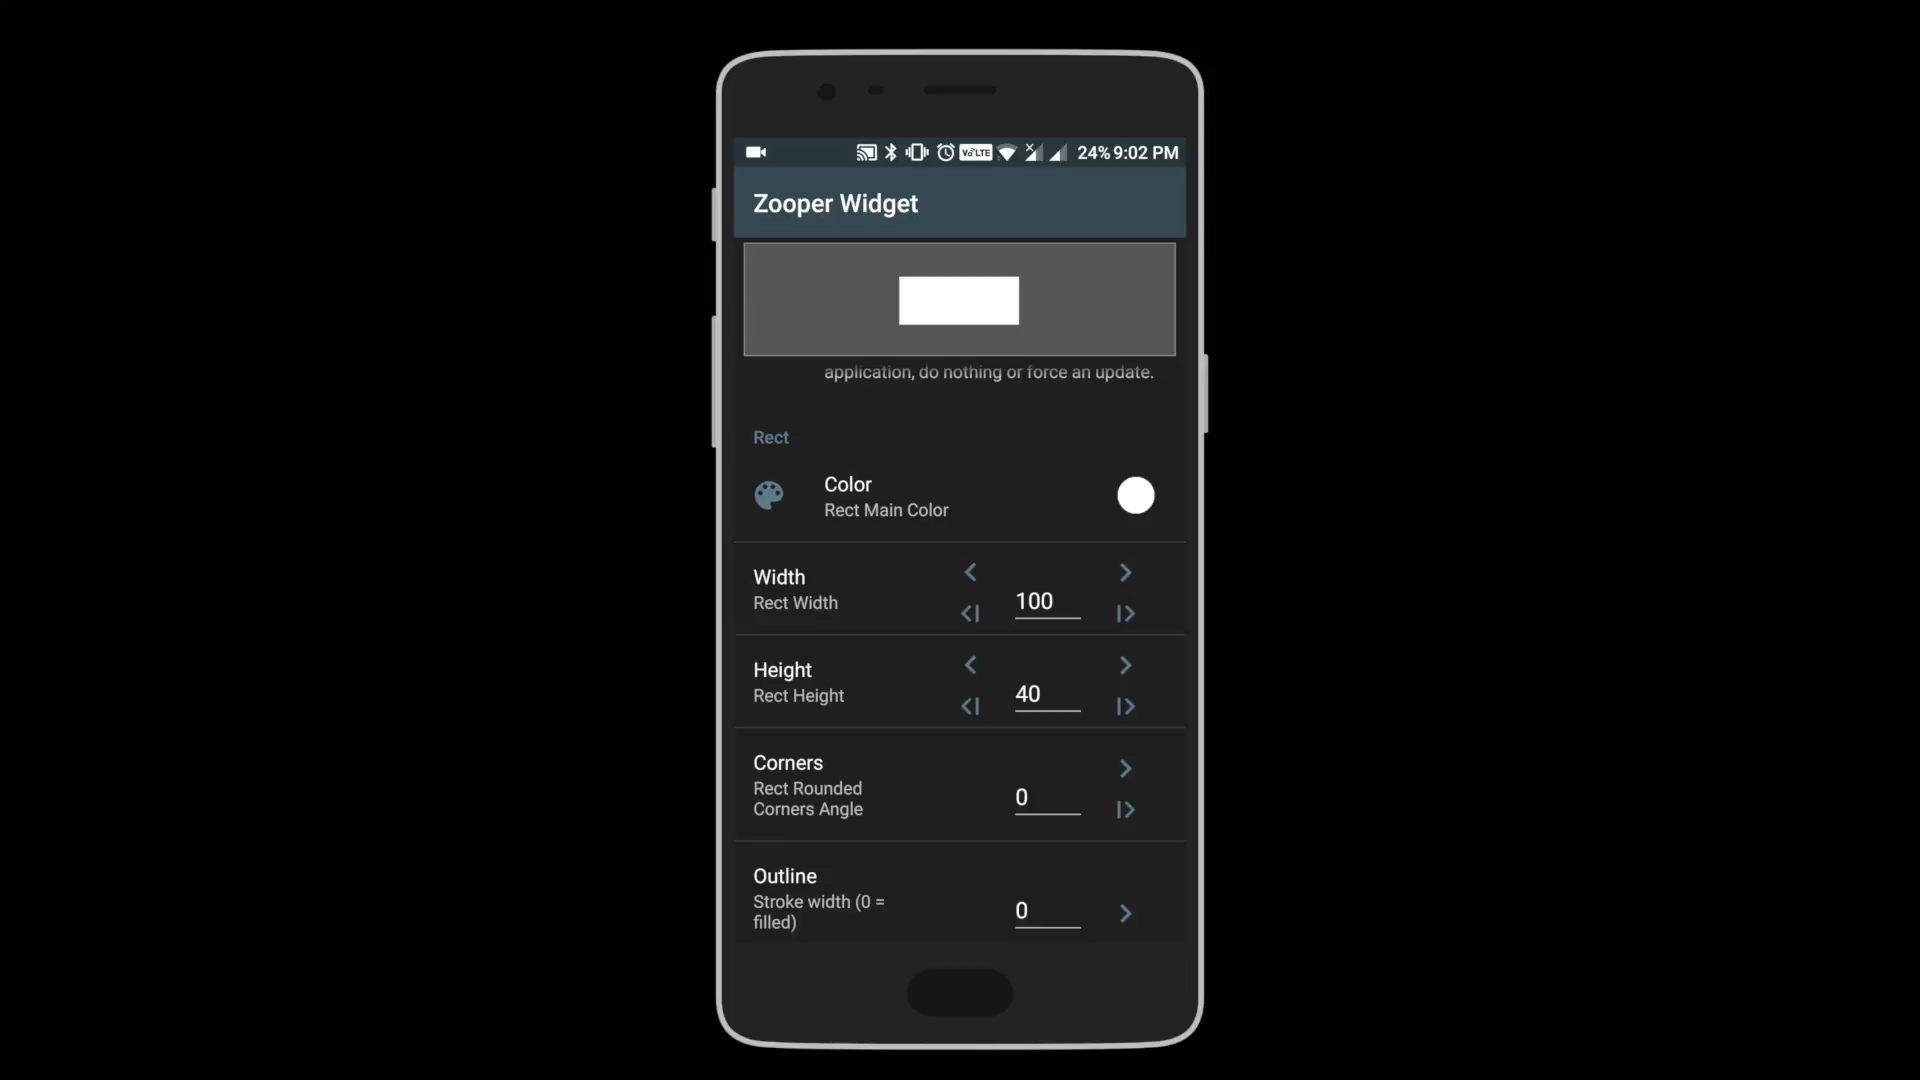 VoLTE 24% 9:02 PM
Zooper Widget
application, do nothing or force an update.
Rect
Color
Rect Main Color
Width
Rect Width
100
Height
Rect Height
40
Corners
Rect Rounded
Corners Angle
0
Outline
Stroke width (0 =
filled)
0